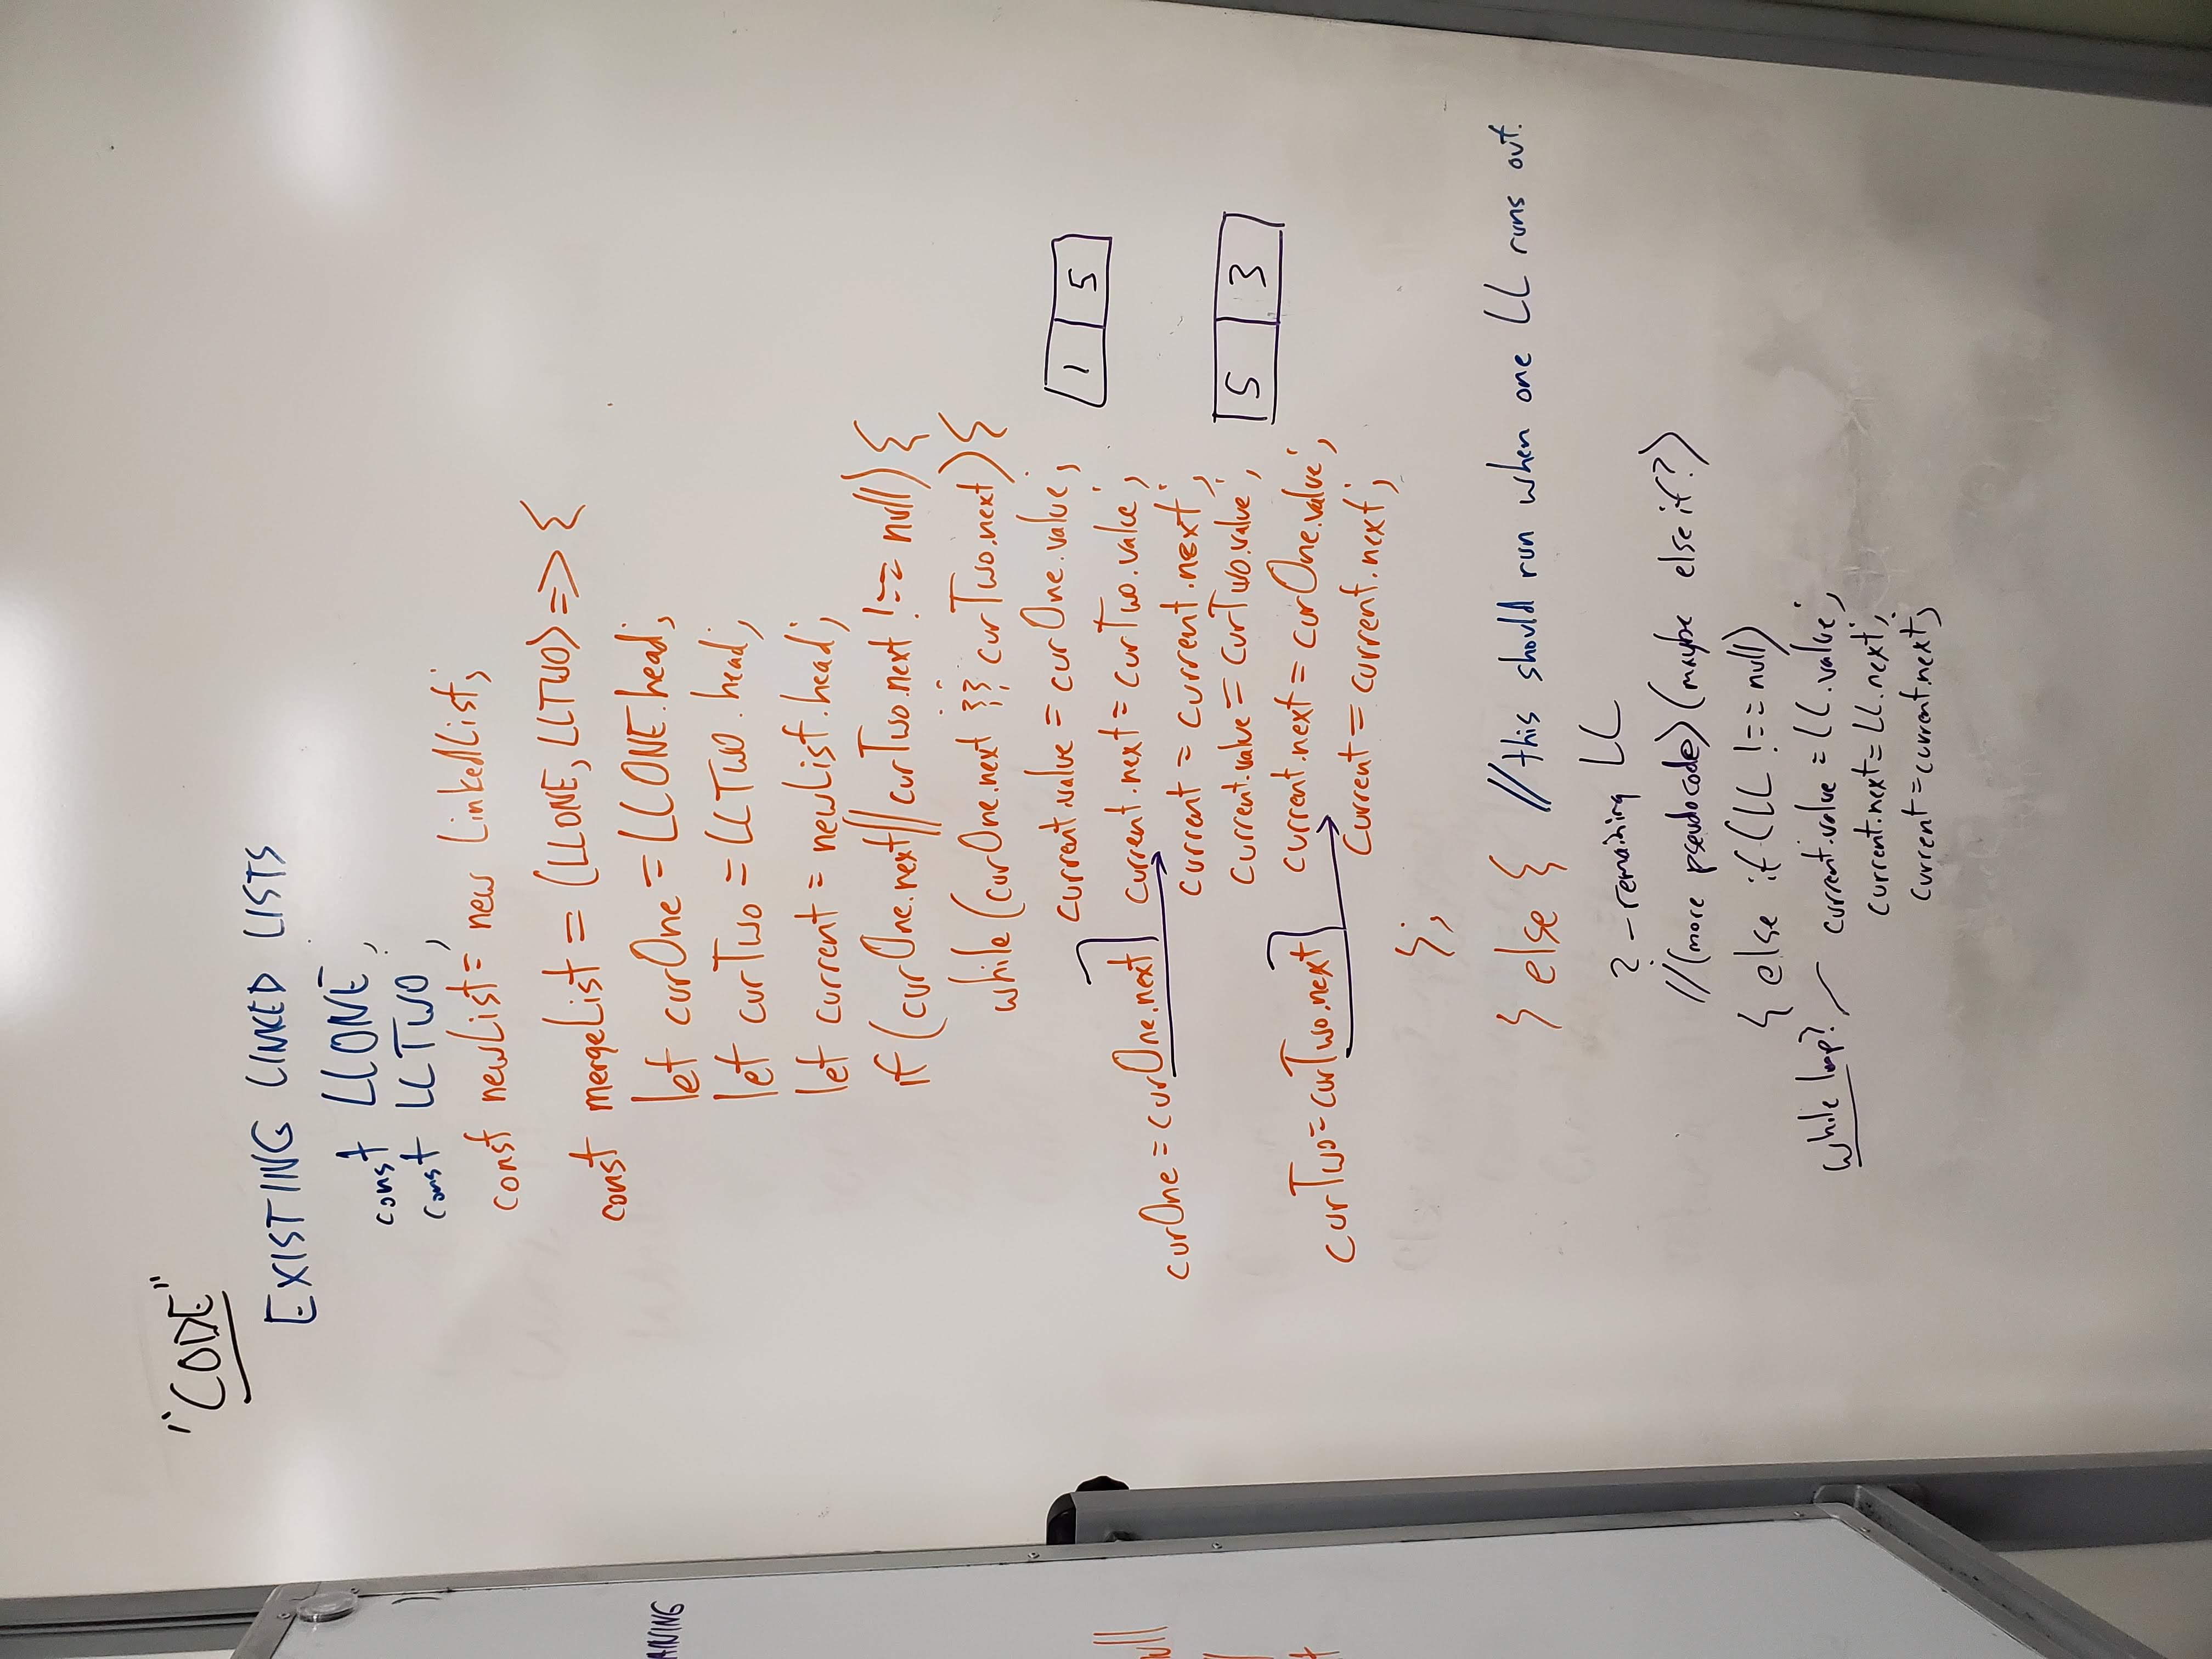 "CODE"
EXISTING LINKED LISTS
const LLONE;
const LLTWO;
const newList = new LinkedList;
const mergeList = (LLONE, LLTWO) => {
let curOne = LLONE.head;
let curTwo = LLTWO.head;
let current = newList.head;
if (curOne.next || curTwo.next !== null) {
while (curOne.next && curTwo.next) {
current.value = curOne.value;
1 5
curOne = curOne.next
current.next = curTwo.value;
current = current.next;
current.value = curTwo.value;
5 3
curTwo = curTwo.next
current.next = curOne.value;
current = current.next;
};
} else { //this should run when one LL runs out.
? - remaining LL
//(more pseudocode) (maybe else if?)
{ else if (LL !== null)
while loop? current.value = LL.value;
current.next = LL.next;
current = current.next;
AINING
ull